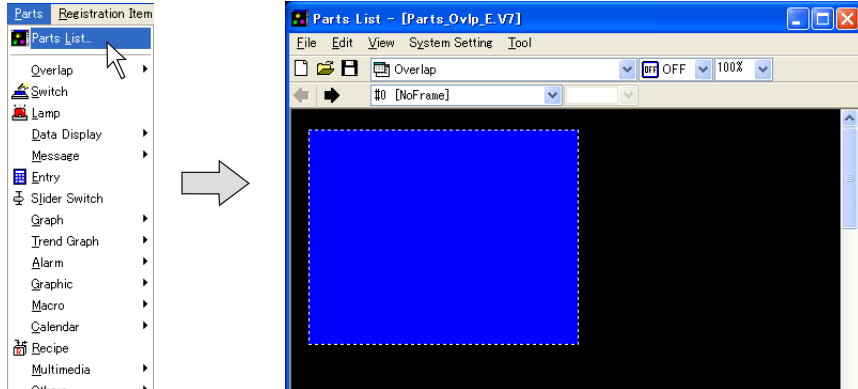 Parts Registration Item
Parts List...
Overlap
Switch
Lamp
Data Display
Message
Entry
Slider Switch
Graph
Trend Graph
Alarm
Graphic
Macro
Calendar
Recipe
Multimedia
Others
Parts List - [Parts_Ovlp_E.V7]
File Edit View System Setting Tool
Overlap OFF OFF 100%
#0 [NoFrame]